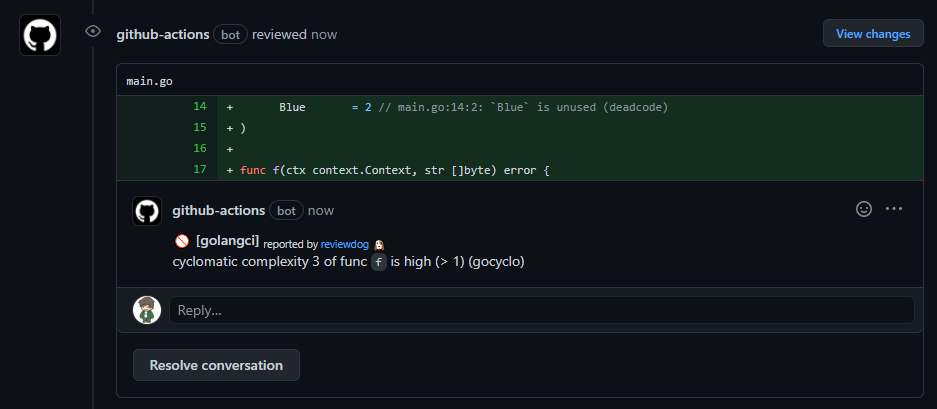 github-actions bot reviewed now
View changes
main.go
14 + Blue = 2 // main.go:14:2: `Blue` is unused (deadcode)
15 + )
16 +
17 + func f(ctx context.Context, str []byte) error {
github-actions bot now
[golangci] reported by reviewdog 🐶
cyclomatic complexity 3 of func f is high (> 1) (gocyclo)
Reply...
Resolve conversation